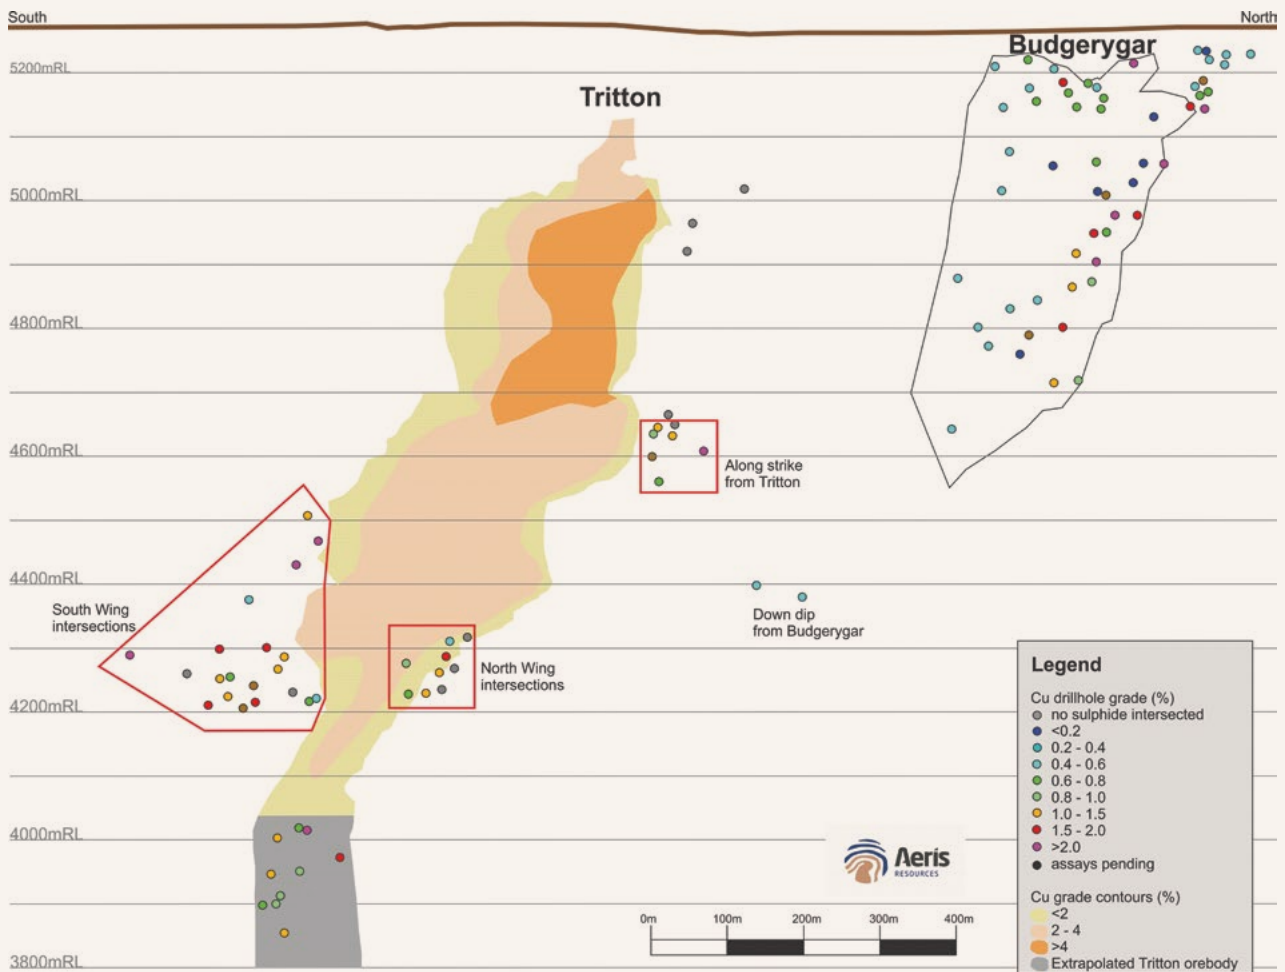 South
North
Budgerygar
5200mRL
Tritton
5000mRL
4800mRL
4600mRL
Along strike
from Tritton
4400mRL
South Wing
intersections
Down dip
from Budgerygar
North Wing
intersections
4200mRL
4000mRL
3800mRL
Aeris
RESOURCES
0m 100m 200m 300m 400m
Legend
Cu drillhole grade (%)
no sulphide intersected
<0.2
0.2 - 0.4
0.4 - 0.6
0.6 - 0.8
0.8 - 1.0
1.0 - 1.5
1.5 - 2.0
>2.0
assays pending
Cu grade contours (%)
<2
2 - 4
>4
Extrapolated Tritton orebody